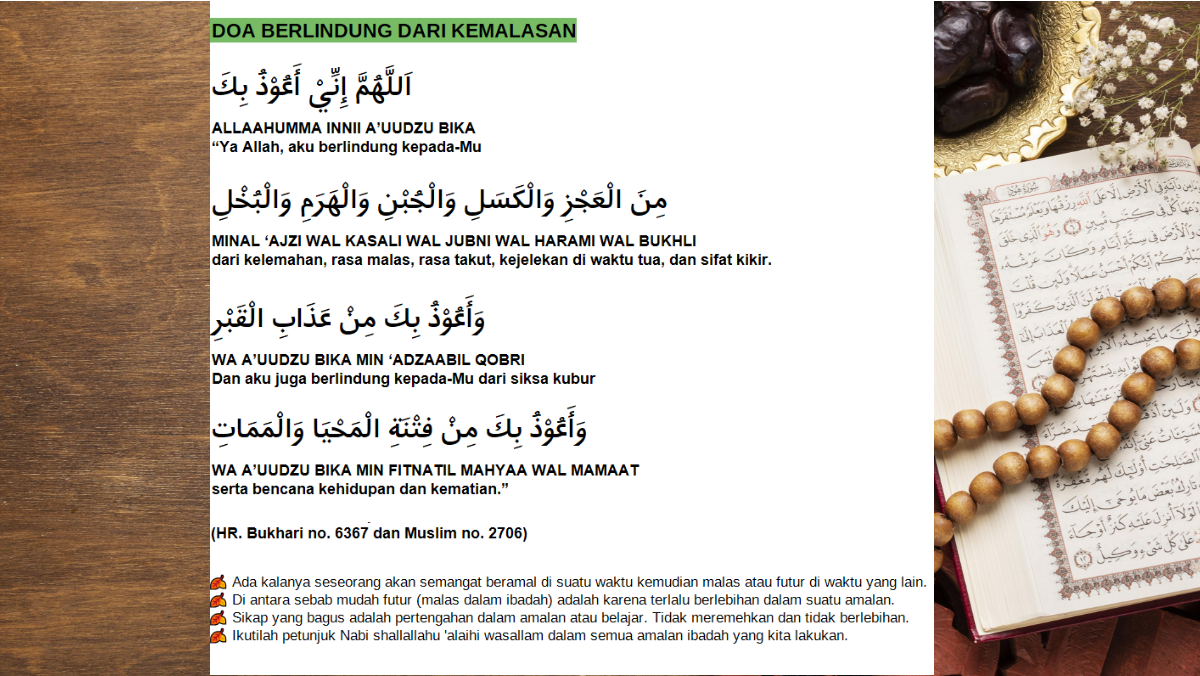 DOA BERLINDUNG DARI KEMALASAN
اَللَّهُمَّ إِنِّيْ أَعُوْذُ بِكَ
ALLAAHUMMA INNII A’UUDZU BIKA
“Ya Allah, aku berlindung kepada-Mu
مِنَ الْعَجْزِ وَالْكَسَلِ وَالْجُبْنِ وَالْهَرَمِ وَالْبُخْلِ
MINAL ‘AJZI WAL KASALI WAL JUBNI WAL HARAMI WAL BUKHLI
dari kelemahan, rasa malas, rasa takut, kejelekan di waktu tua, dan sifat kikir.
وَأَعُوْذُ بِكَ مِنْ عَذَابِ الْقَبْرِ
WA A’UUDZU BIKA MIN ‘ADZAABIL QOBRI
Dan aku juga berlindung kepada-Mu dari siksa kubur
وَأَعُوْذُ بِكَ مِنْ فِتْنَةِ الْمَحْيَا وَالْمَمَاتِ
WA A’UUDZU BIKA MIN FITNATIL MAHYAA WAL MAMAAT
serta bencana kehidupan dan kematian.”
(HR. Bukhari no. 6367 dan Muslim no. 2706)
Ada kalanya seseorang akan semangat beramal di suatu waktu kemudian malas atau futur di waktu yang lain.
Di antara sebab mudah futur (malas dalam ibadah) adalah karena terlalu berlebihan dalam suatu amalan.
Sikap yang bagus adalah pertengahan dalam amalan atau belajar. Tidak meremehkan dan tidak berlebihan.
Ikutilah petunjuk Nabi shallallahu 'alaihi wasallam dalam semua amalan ibadah yang kita lakukan.